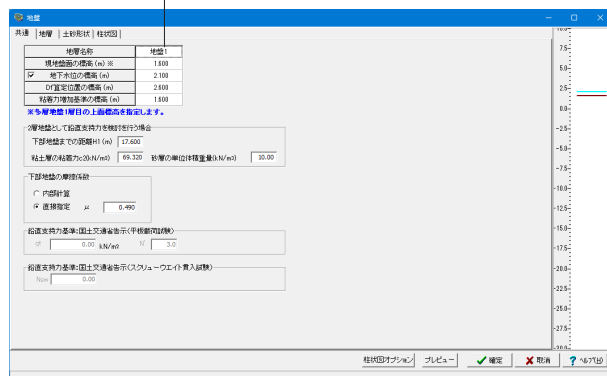 地盤
共通 地層 土砂形状 柱状図
地層名称 地盤1
現地盤面の標高(m) ※ 1.600
地下水位の標高(m) 2.100
Df算定位置の標高(m) 2.600
粘着力増加基準の標高(m) 1.600
※多層地盤1層目の上面標高を指定します。
2層地盤として鉛直支持力を検討を行う場合
下部地盤までの距離H1(m) 17.600
粘土層の粘着力c20(kN/m2) 69.320 砂層の単位体積重量(kN/m3) 10.00
下部地盤の摩擦係数
内部計算
直接指定 μ 0.490
鉛直支持力基準:国土交通省告示(平板載荷試験)
qt 0.00 kN/m2 N' 3.0
鉛直支持力基準:国土交通省告示(スクリューウエイト貫入試験)
Nsw 0.00
10.0
7.5
5.0
2.5
0.0
-2.5
-5.0
-7.5
-10.0
-12.5
-15.0
-17.5
-20.0
-22.5
-25.0
-27.5
-30.0
柱状図オプション プレビュー 確定 取消 ? ヘルプ(H)